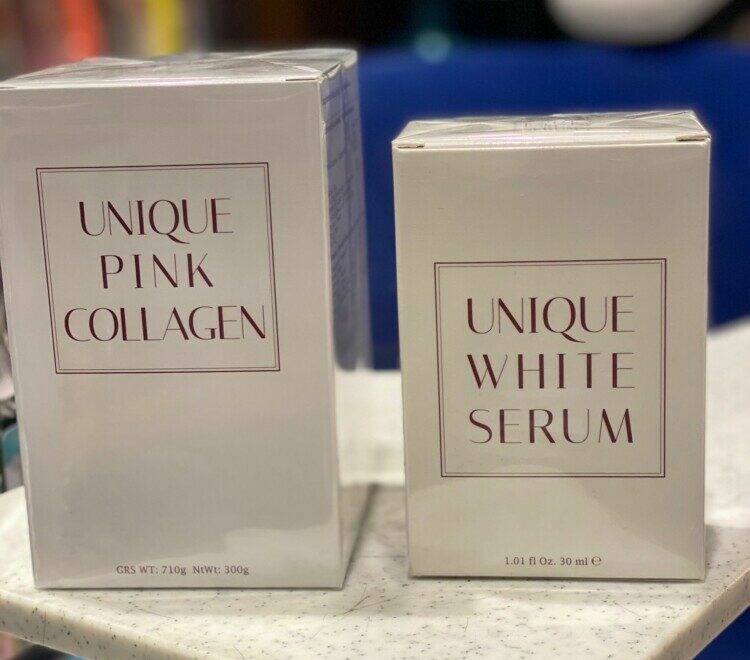 UNIQUE
PINK
COLLAGEN
GRS WT: 710g NtWt: 300g
UNIQUE
WHITE
SERUM
1.01 fl Oz. 30 ml ℮